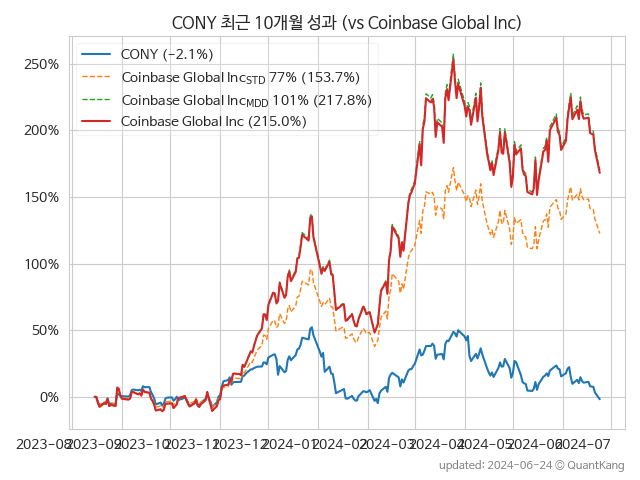 CONY 최근 10개월 성과 (vs Coinbase Global Inc)
CONY (-2.1%)
Coinbase Global IncSTD 77% (153.7%)
Coinbase Global IncMDD 101% (217.8%)
Coinbase Global Inc (215.0%)
250%
200%
150%
100%
50%
0%
2023-08 2023-09 2023-10 2023-11 2023-12 2024-01 2024-02 2024-03 2024-04 2024-05 2024-06 2024-07
updated: 2024-06-24 © QuantKang